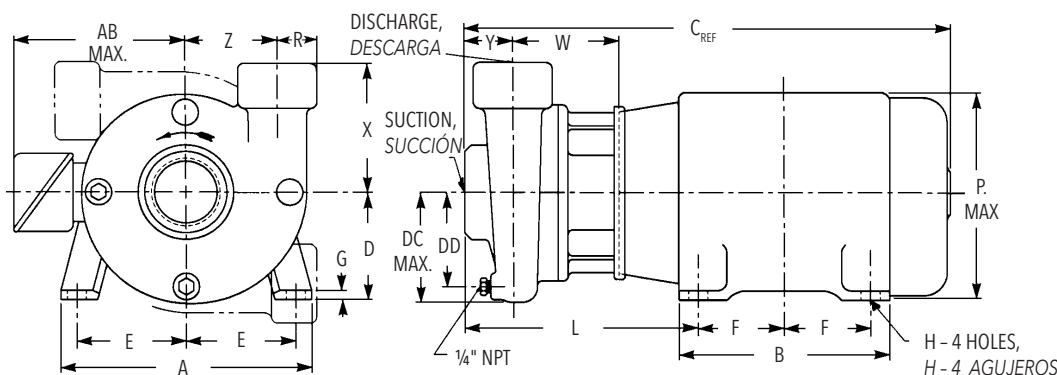 AB
MAX.
Z
R
DISCHARGE,
DESCARGA
Y
W
C REF
X
SUCTION,
SUCCIÓN
P.
MAX
G
D
DC
MAX.
DD
E
E
A
¼" NPT
L
F
F
B
H – 4 HOLES,
H – 4 AGUJEROS